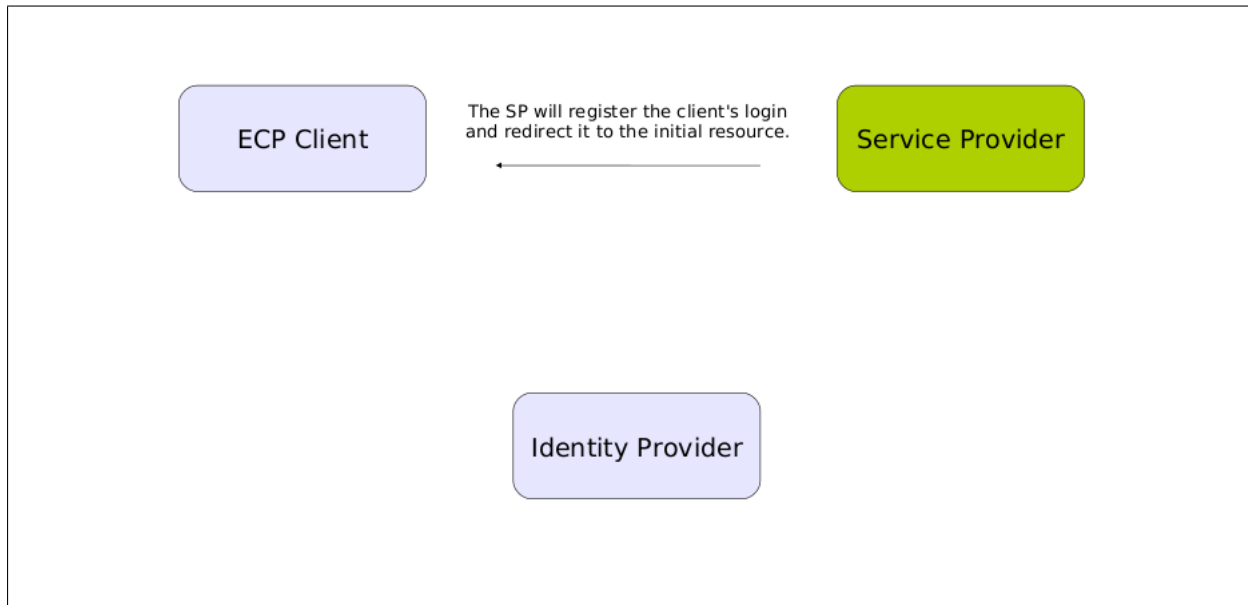 ECP Client
The SP will register the client's login
and redirect it to the initial resource.
Service Provider
Identity Provider